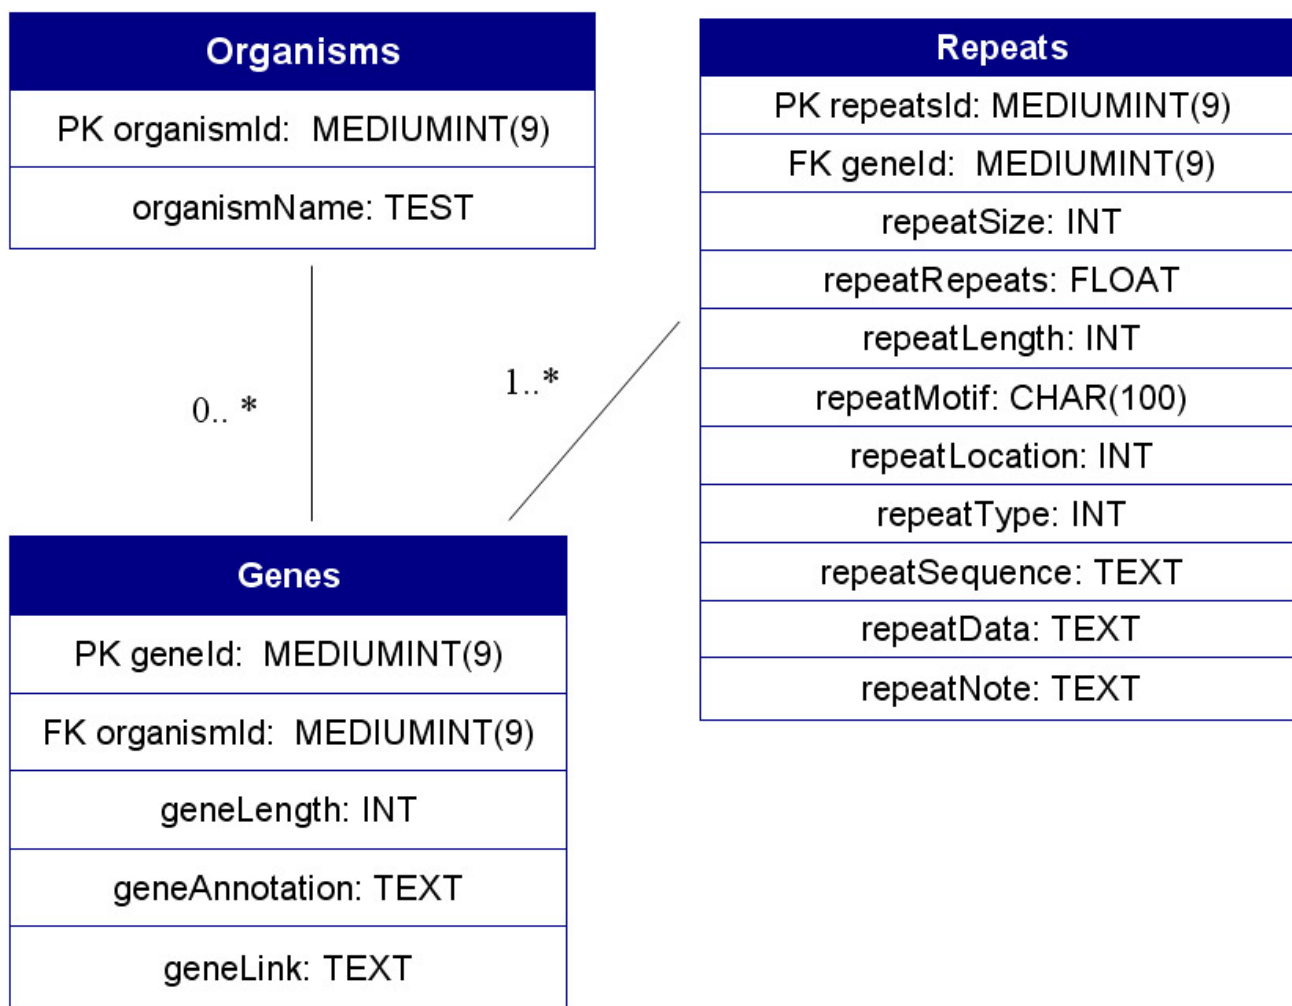 Organisms
PK organismId: MEDIUMINT(9)
organismName: TEST
0.. *
Genes
PK geneId: MEDIUMINT(9)
FK organismId: MEDIUMINT(9)
geneLength: INT
geneAnnotation: TEXT
geneLink: TEXT
1..*
Repeats
PK repeatsId: MEDIUMINT(9)
FK geneId: MEDIUMINT(9)
repeatSize: INT
repeatRepeats: FLOAT
repeatLength: INT
repeatMotif: CHAR(100)
repeatLocation: INT
repeatType: INT
repeatSequence: TEXT
repeatData: TEXT
repeatNote: TEXT